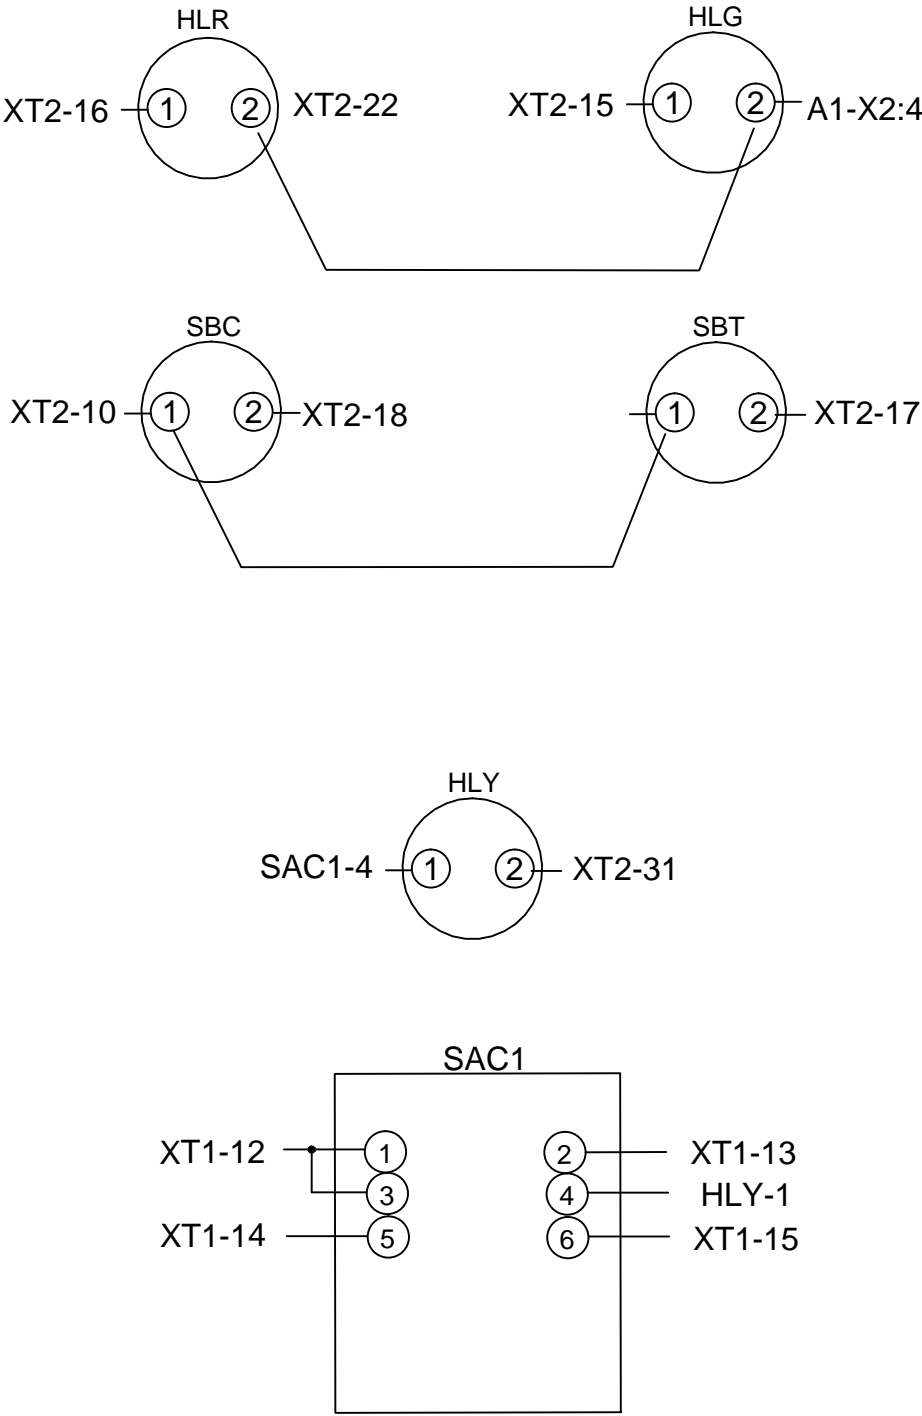 HLR HLG
XT2-16 1 2 XT2-22 XT2-15 1 2 A1-X2:4
SBC SBT
XT2-10 1 2 XT2-18 1 2 XT2-17
HLY
SAC1-4 1 2 XT2-31
SAC1
XT1-12 1 2 XT1-13
3 4 HLY-1
XT1-14 5 6 XT1-15